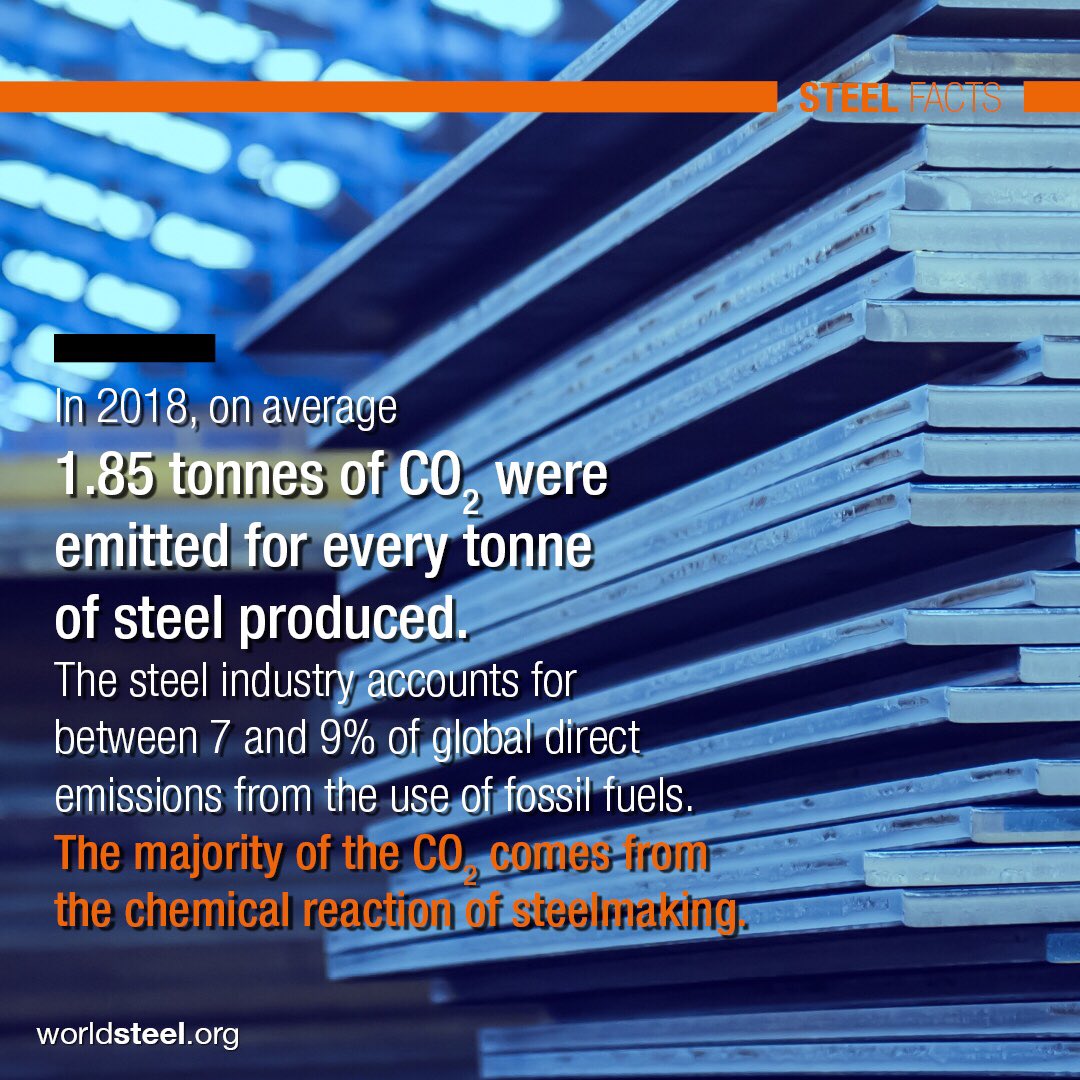 STEEL FACTS
In 2018, on average
1.85 tonnes of CO₂ were
emitted for every tonne
of steel produced.
The steel industry accounts for
between 7 and 9% of global direct
emissions from the use of fossil fuels.
The majority of the CO₂ comes from
the chemical reaction of steelmaking.
worldsteel.org